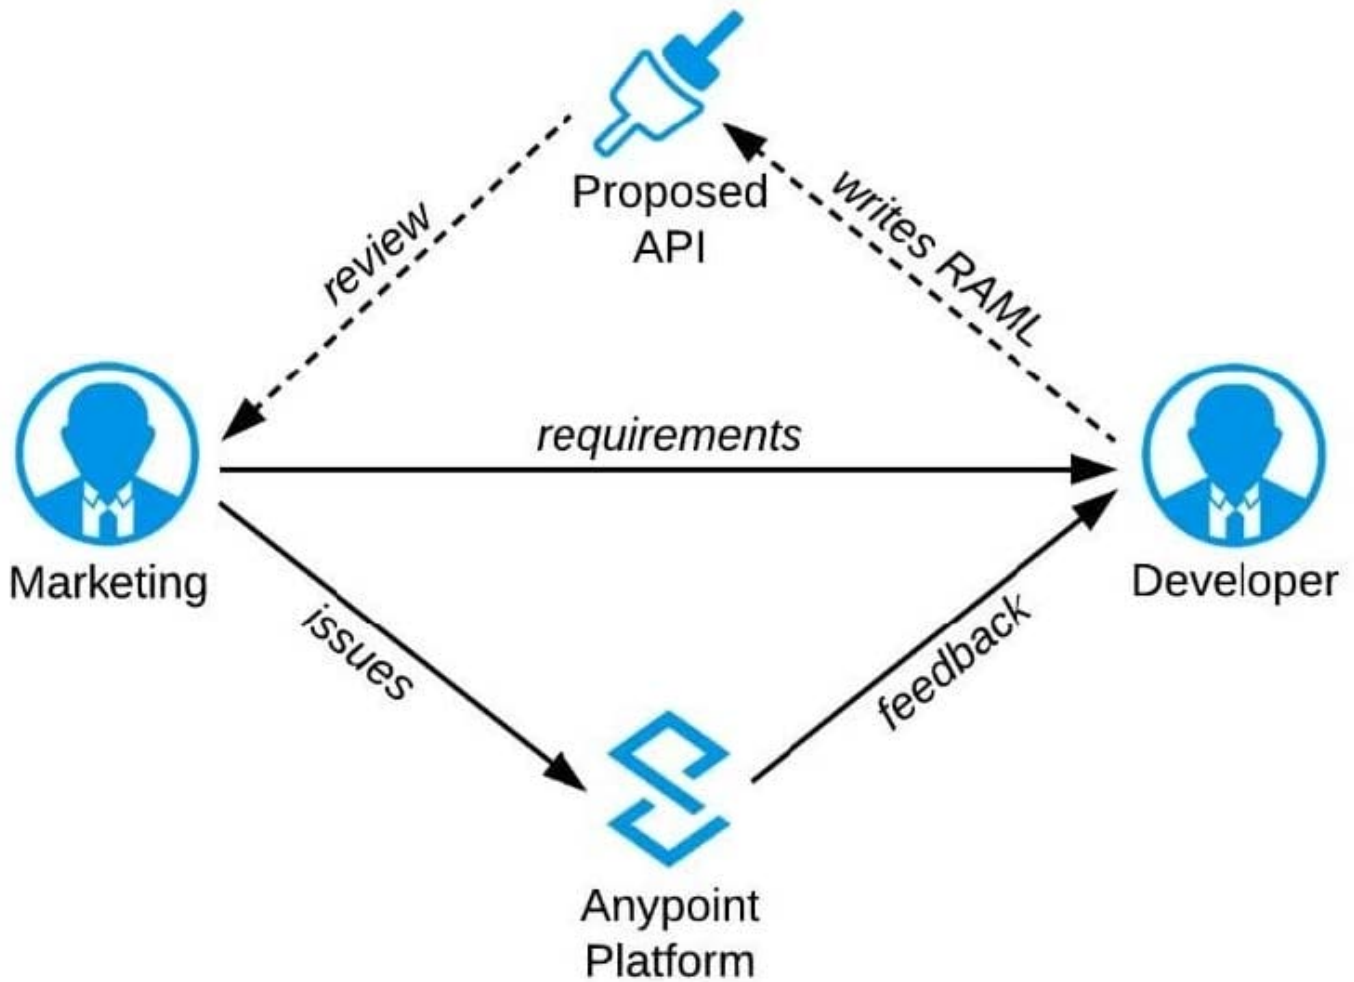 Proposed
API
review
writes RAML
requirements
Marketing
Developer
issues
feedback
Anypoint
Platform